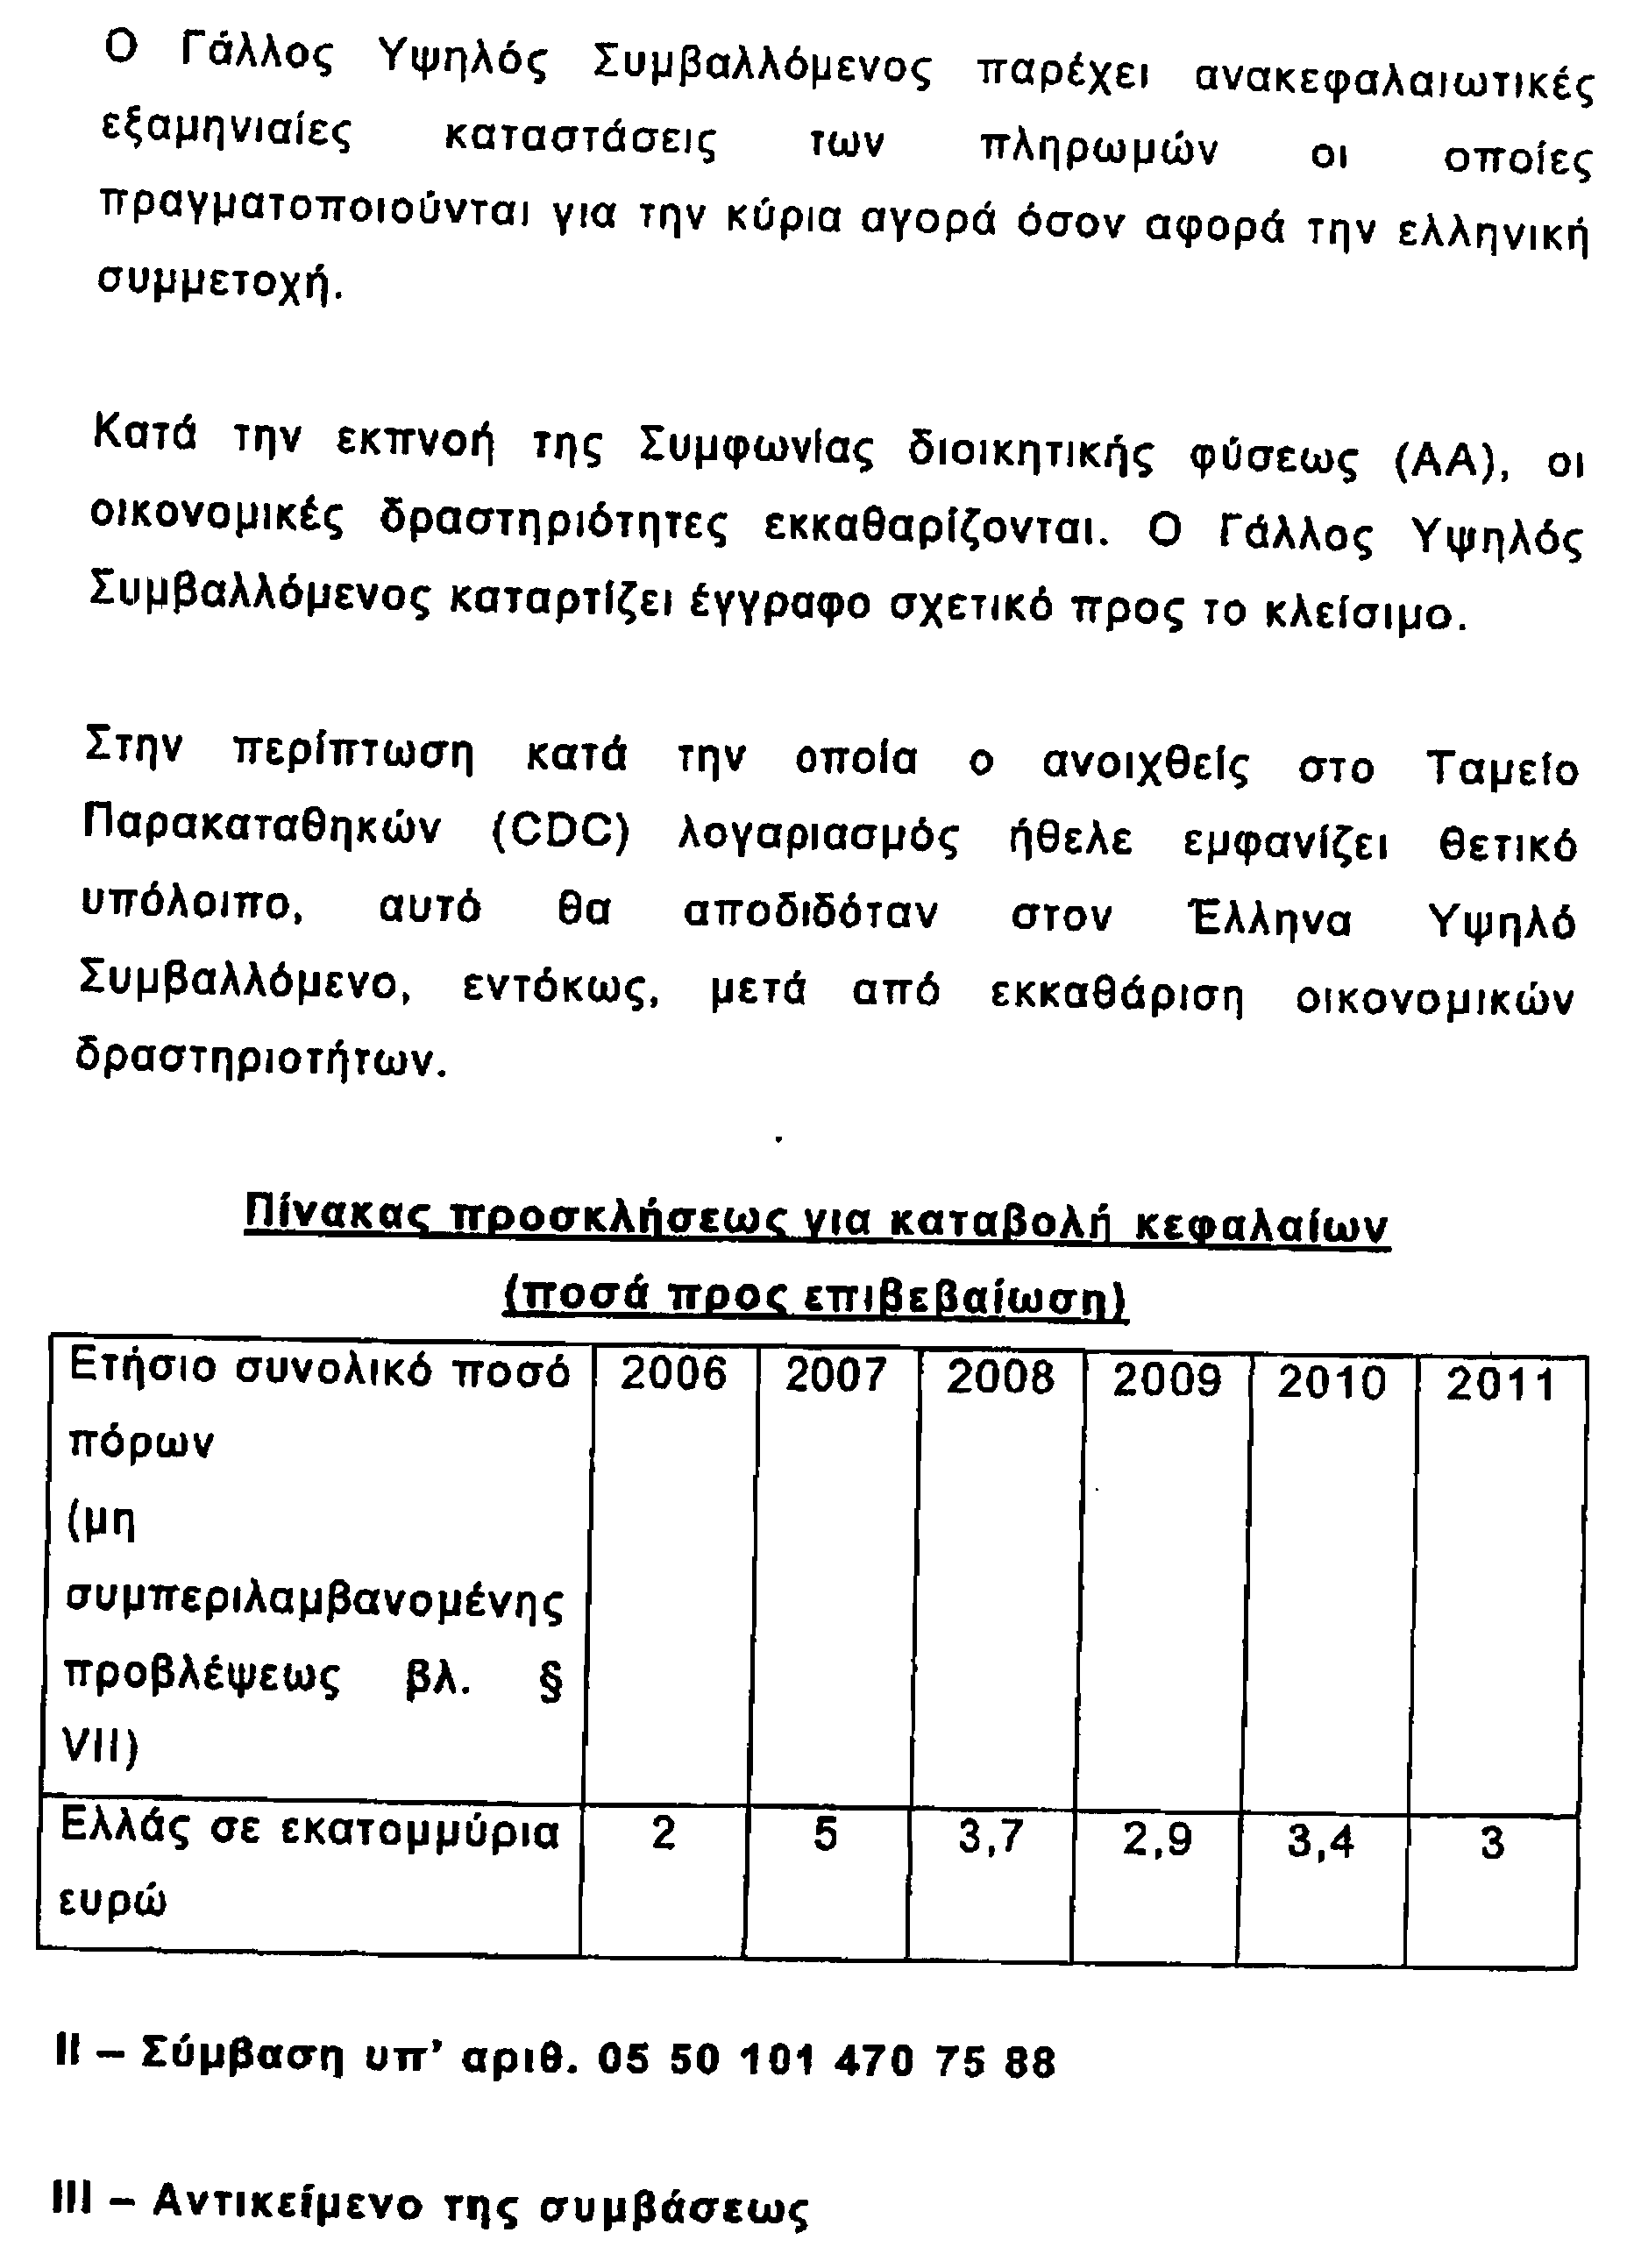 Ο Γάλλος Υψηλός Συμβαλλόμενος παρέχει ανακεφαλαιωτικές
εξαμηνιαίες καταστάσεις των πληρωμών οι οποίες
πραγματοποιούνται για την κύρια αγορά όσον αφορά την ελληνική
συμμετοχή.
Κατά την εκπνοή της Συμφωνίας διοικητικής φύσεως (ΑΑ), οι
οικονομικές δραστηριότητες εκκαθαρίζονται. Ο Γάλλος Υψηλός
Συμβαλλόμενος καταρτίζει έγγραφο σχετικό προς το κλείσιμο.
Στην περίπτωση κατά την οποία ο ανοιχθείς στο Ταμείο
Παρακαταθηκών (CDC) λογαριασμός ήθελε εμφανίζει θετικό
υπόλοιπο, αυτό θα αποδιδόταν στον Έλληνα Υψηλό
Συμβαλλόμενο, εντόκως, μετά από εκκαθάριση οικονομικών
δραστηριοτήτων.
Πίνακας προσκλήσεως για καταβολή κεφαλαίων
(ποσά προς επιβεβαίωση)
Ετήσιο συνολικό ποσό 2006 2007 2008 2009 2010 2011
πόρων
(μη
συμπεριλαμβανομένης
προβλέψεως βλ. §
VII)
Ελλάς σε εκατομμύρια 2 5 3,7 2,9 3,4 3
ευρώ
II – Σύμβαση υπ' αριθ. 05 50 101 470 75 88
III – Αντικείμενο της συμβάσεως